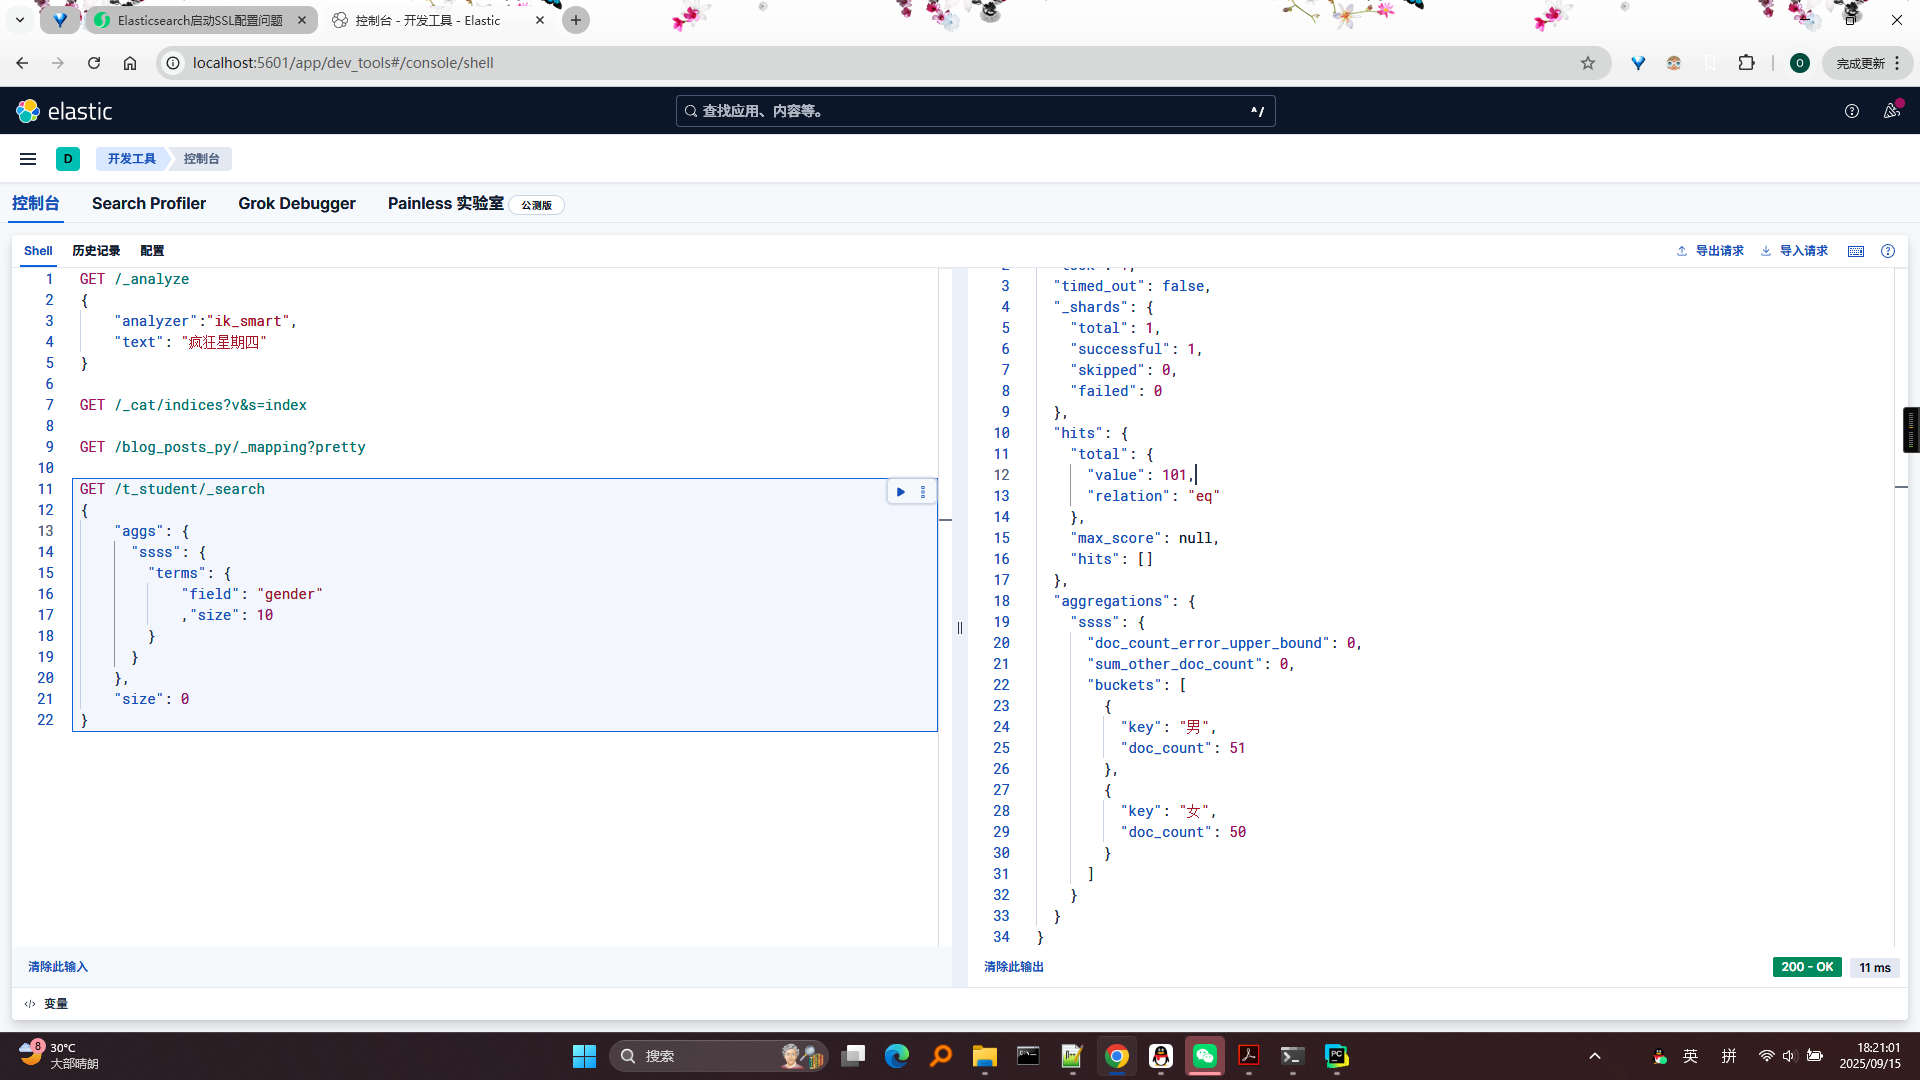 Elasticsearch启动SSL配置问题
控制台 - 开发工具 - Elastic
localhost:5601/app/dev_tools#/console/shell
O
完成更新
elastic
查找应用、内容等。
^/
D
开发工具
控制台
控制台
Search Profiler
Grok Debugger
Painless 实验室
公测版
Shell
历史记录
配置
导出请求
导入请求
1 GET /_analyze
2 {
3 "analyzer":"ik_smart",
4 "text": "疯狂星期四"
5 }
6
7 GET /_cat/indices?v&s=index
8
9 GET /blog_posts_py/_mapping?pretty
10
11 GET /t_student/_search
12 {
13 "aggs": {
14 "ssss": {
15 "terms": {
16 "field": "gender"
17 ,"size": 10
18 }
19 }
20 },
21 "size": 0
22 }
3 "timed_out": false,
4 "_shards": {
5 "total": 1,
6 "successful": 1,
7 "skipped": 0,
8 "failed": 0
9 },
10 "hits": {
11 "total": {
12 "value": 101,
13 "relation": "eq"
14 },
15 "max_score": null,
16 "hits": []
17 },
18 "aggregations": {
19 "ssss": {
20 "doc_count_error_upper_bound": 0,
21 "sum_other_doc_count": 0,
22 "buckets": [
23 {
24 "key": "男",
25 "doc_count": 51
26 },
27 {
28 "key": "女",
29 "doc_count": 50
30 }
31 ]
32 }
33 }
34 }
清除此输入
清除此输出
200 - OK
11 ms
变量
8
30°C
大部晴朗
搜索
PC
英
拼
18:21:01
2025/09/15